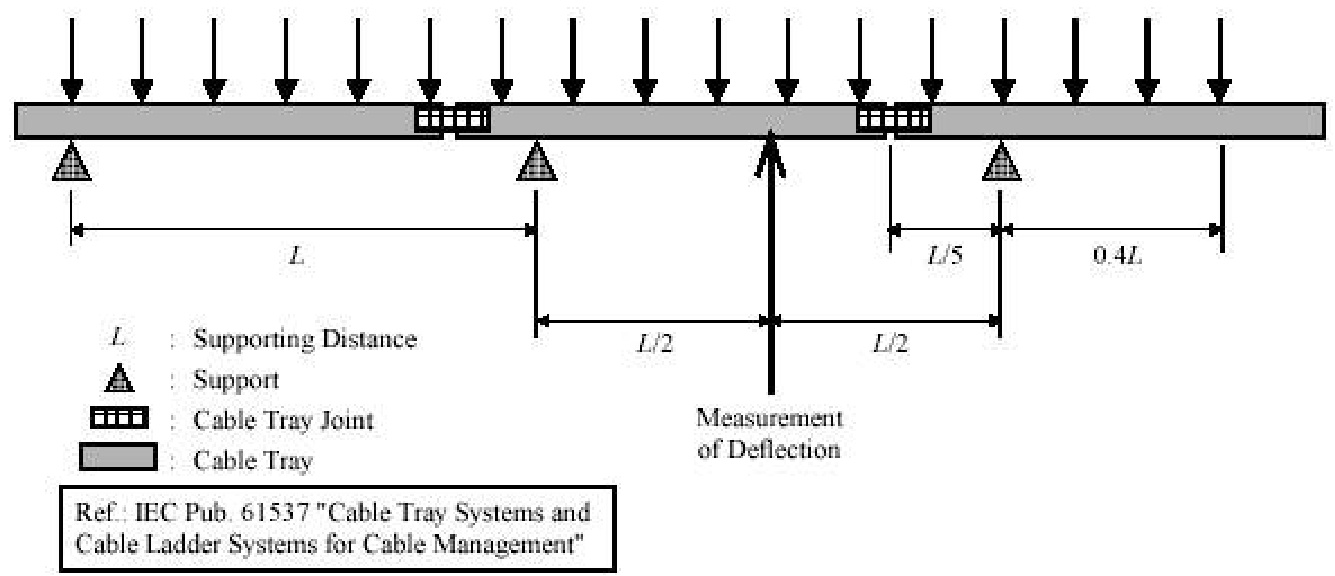 L
L/5
0.4L
L/2
L/2
L : Supporting Distance
: Support
: Cable Tray Joint
: Cable Tray
Measurement
of Deflection
Ref.: IEC Pub. 61537 "Cable Tray Systems and
Cable Ladder Systems for Cable Management"